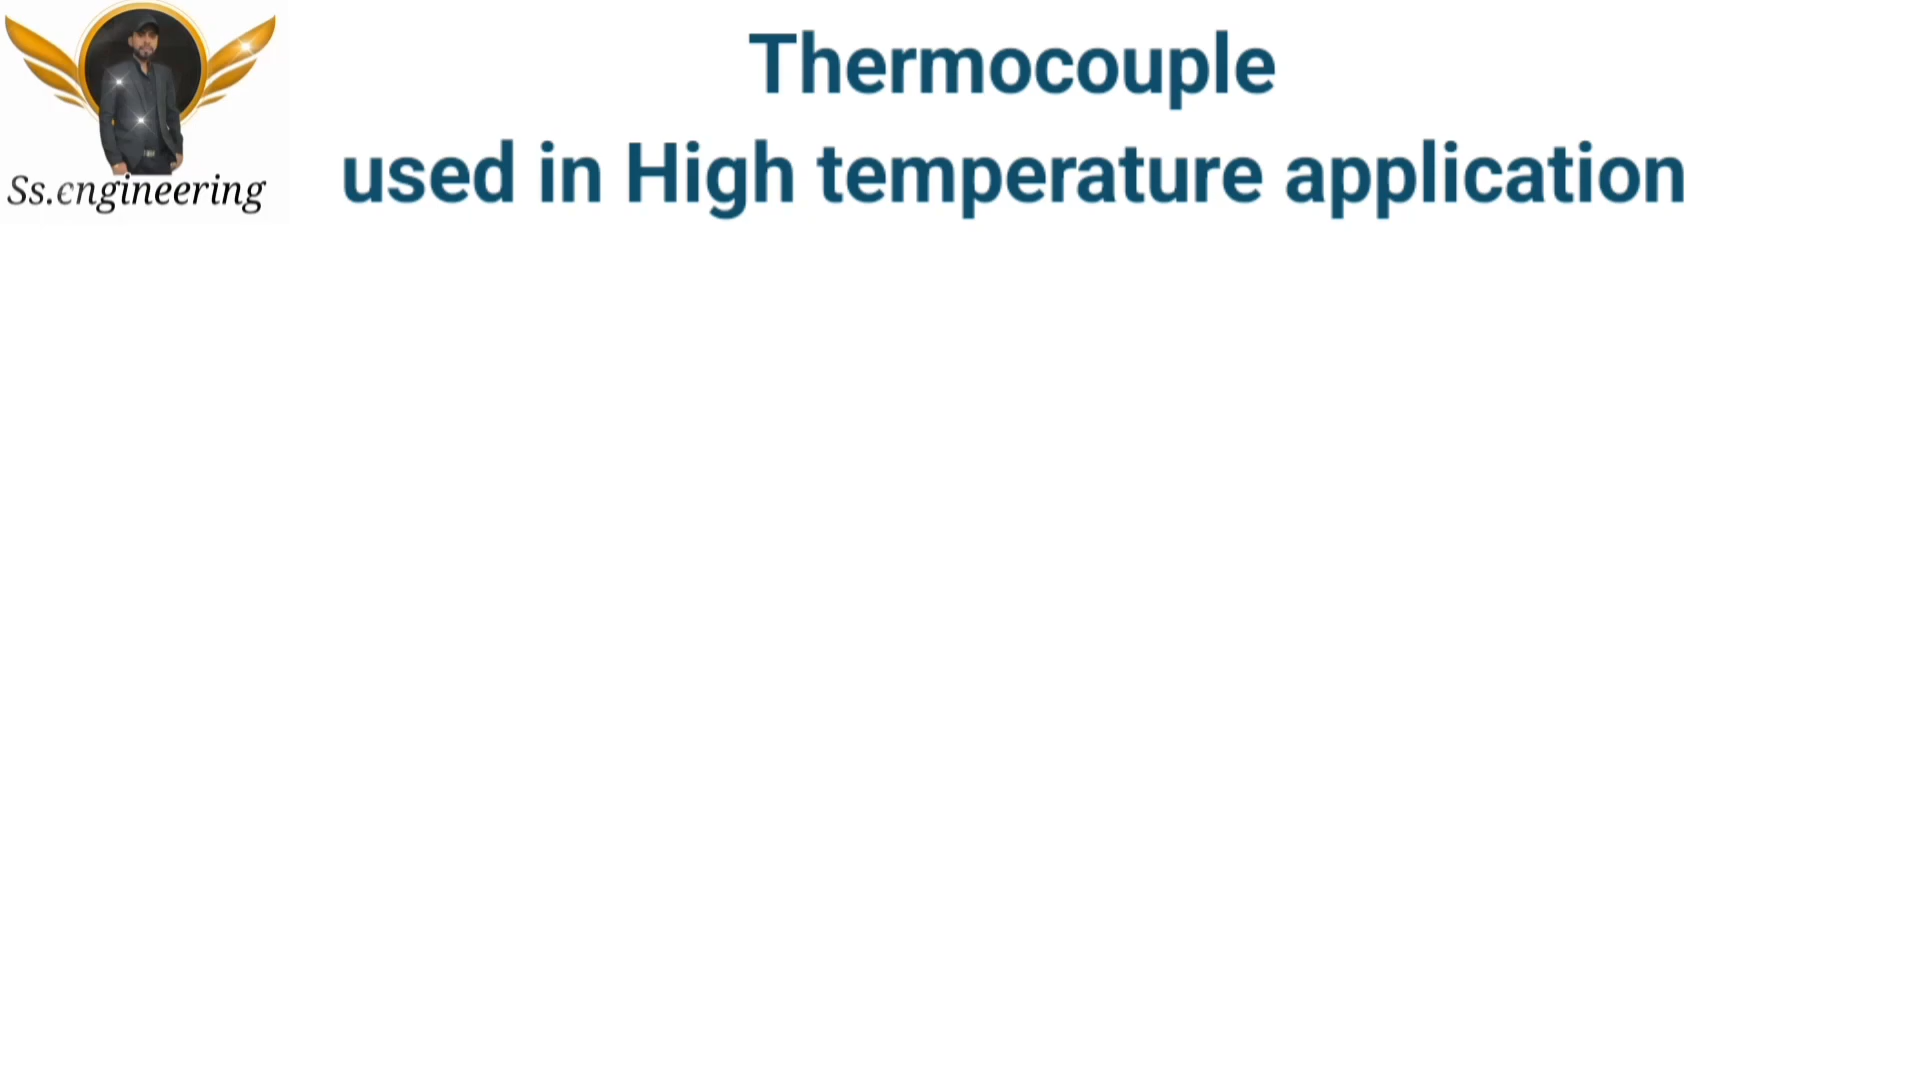 Thermocouple
used in High temperature application
Ss.engineering